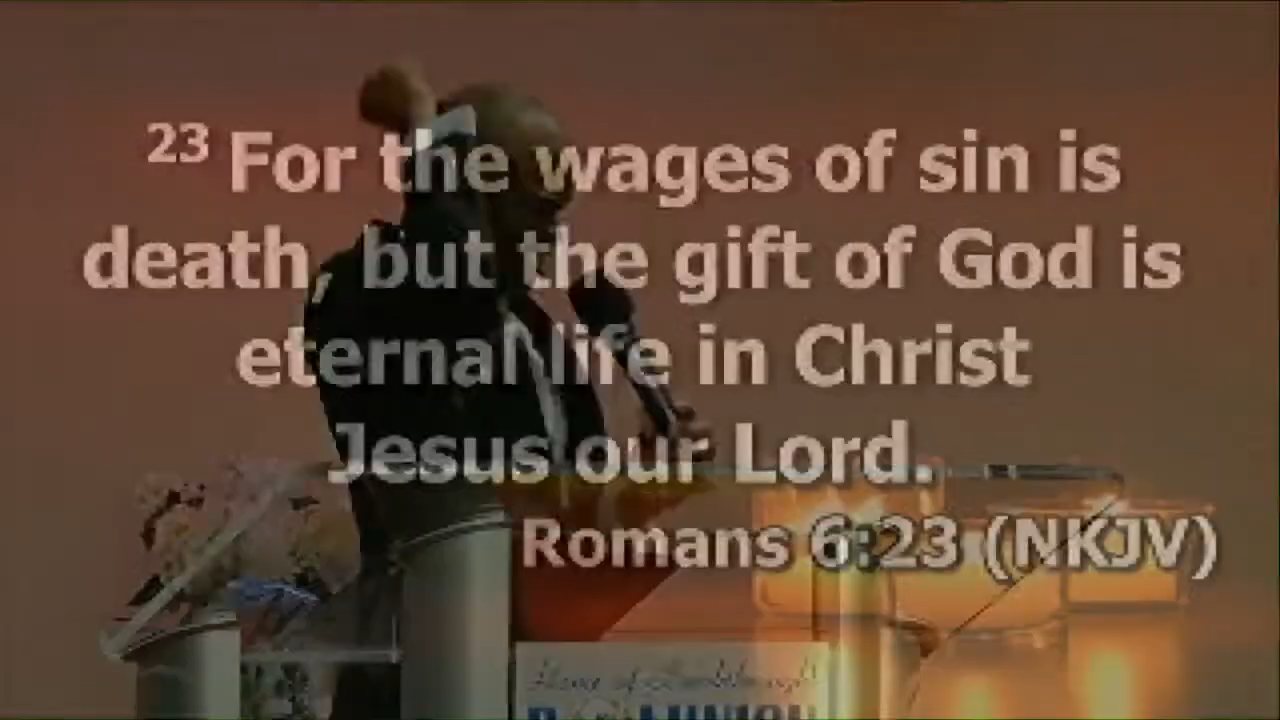 23 For the wages of sin is
death, but the gift of God is
eternal life in Christ
Jesus our Lord.
Romans 6:23 (NKJV)
of